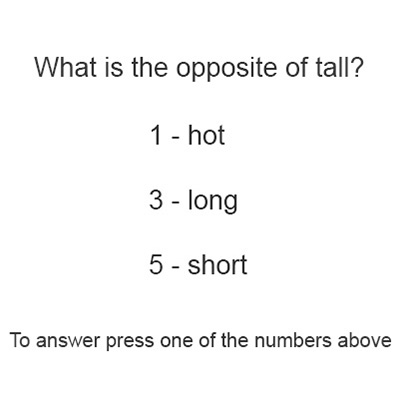 What is the opposite of tall?
1 - hot
3 - long
5 - short
To answer press one of the numbers above